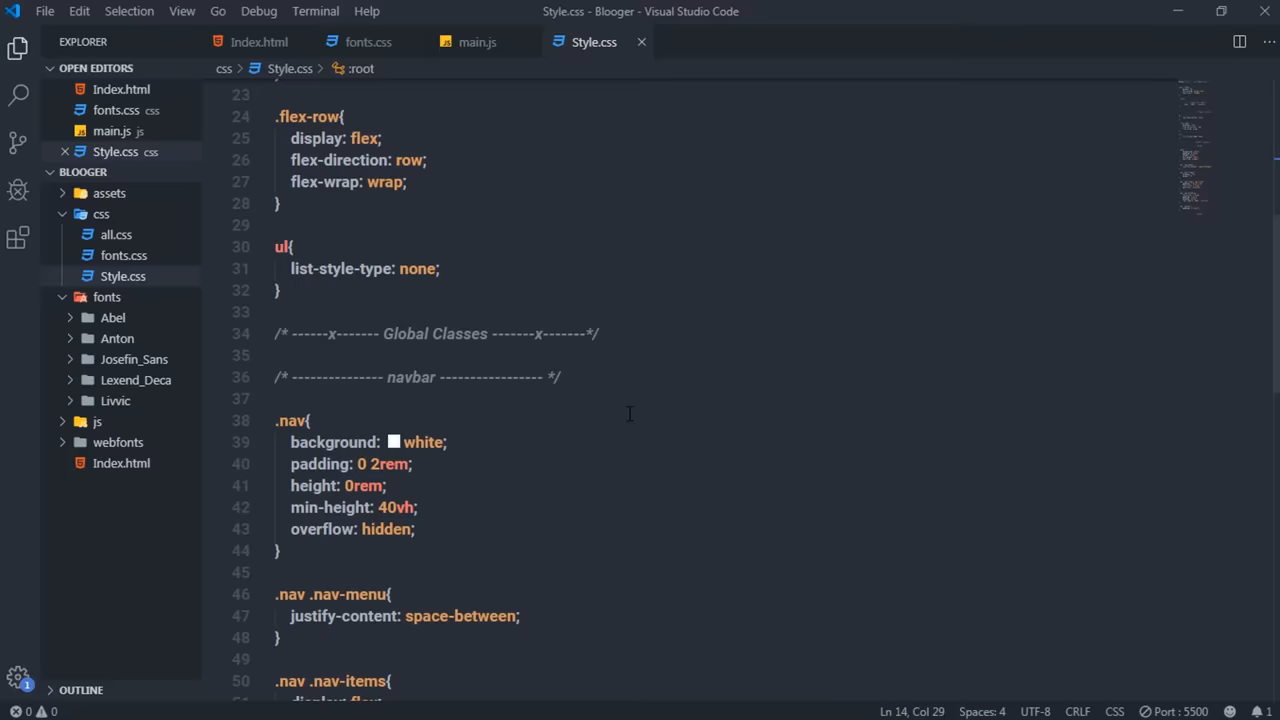 File Edit Selection View Go Debug Terminal Help Style.css - Blooger - Visual Studio Code
EXPLORER Index.html fonts.css main.js Style.css
OPEN EDITORS css > Style.css > :root
Index.html
fonts.css css
main.js js
Style.css css
BLOOGER
assets
css
all.css
fonts.css
Style.css
fonts
Abel
Anton
Josefin_Sans
Lexend_Deca
Livvic
js
webfonts
Index.html
OUTLINE
23
24 .flex-row{
25 display: flex;
26 flex-direction: row;
27 flex-wrap: wrap;
28 }
29
30 ul{
31 list-style-type: none;
32 }
33
34 /* ------x------- Global Classes -------x-------*/
35
36 /* --------------- navbar ----------------- */
37
38 .nav{
39 background: white;
40 padding: 0 2rem;
41 height: 0rem;
42 min-height: 40vh;
43 overflow: hidden;
44 }
45
46 .nav .nav-menu{
47 justify-content: space-between;
48 }
49
50 .nav .nav-items{
1
0 0 Ln 14, Col 29 Spaces: 4 UTF-8 CRLF CSS Port : 5500 1